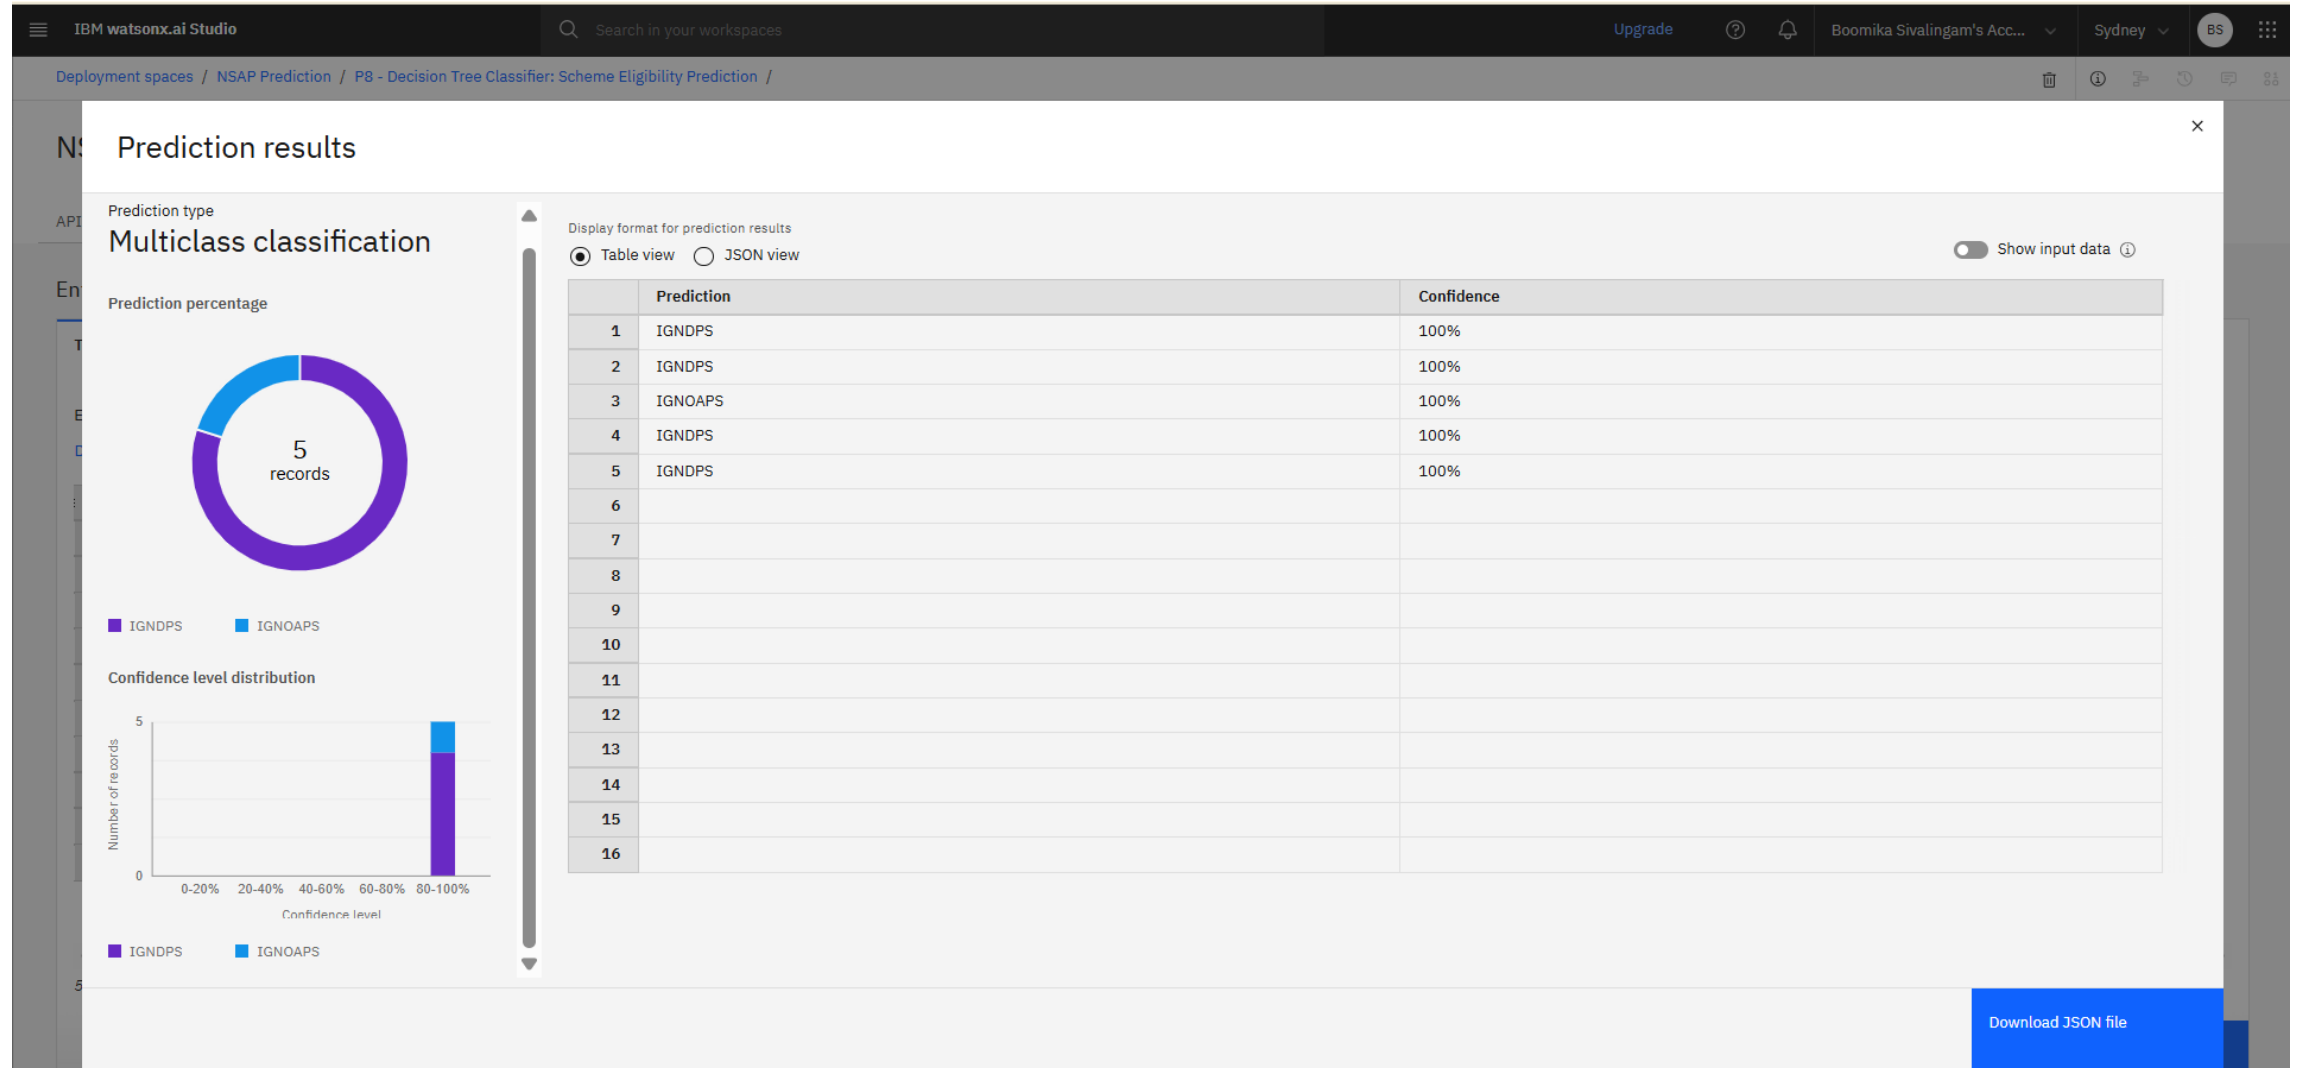 IBM watsonx.ai Studio
Search in your workspaces
Upgrade
Boomika Sivalingam's Acc...
Sydney
BS
Deployment spaces / NSAP Prediction / P8 - Decision Tree Classifier: Scheme Eligibility Prediction /
Prediction results
Prediction type
Multiclass classification
Prediction percentage
5
records
IGNDPS IGNOAPS
Confidence level distribution
Number of records
5
0
0-20% 20-40% 40-60% 60-80% 80-100%
Confidence level
IGNDPS IGNOAPS
Display format for prediction results
Table view JSON view
Show input data
Prediction Confidence
1 IGNDPS 100%
2 IGNDPS 100%
3 IGNOAPS 100%
4 IGNDPS 100%
5 IGNDPS 100%
6
7
8
9
10
11
12
13
14
15
16
Download JSON file
API